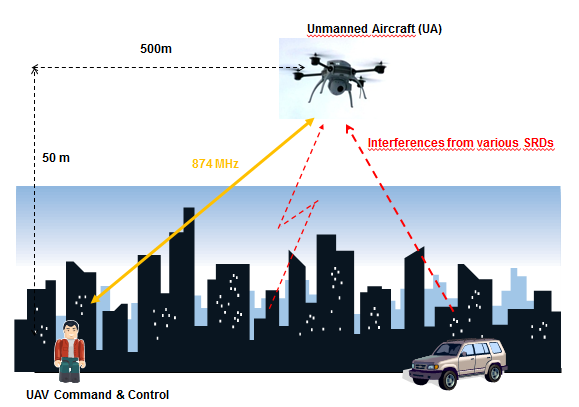 Unmanned Aircraft (UA)
500m
50 m
874 MHz
Interferences from various SRDs
UAV Command & Control